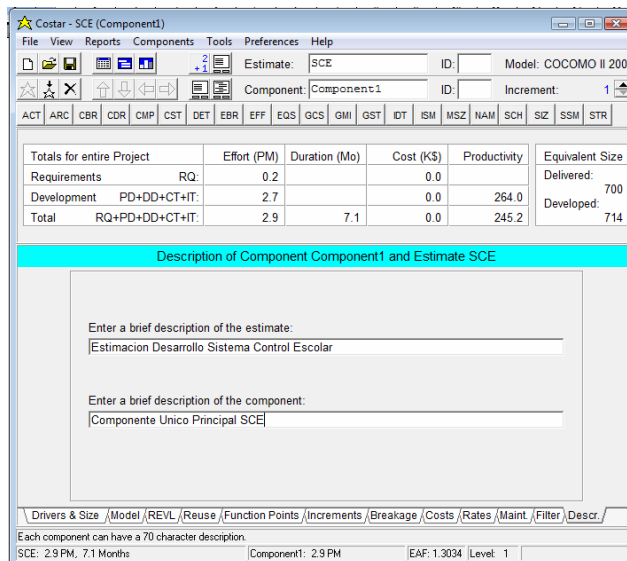 Costar - SCE (Component1)
File View Reports Components Tools Preferences Help
2 +1 Estimate: SCE ID: Model: COCOMO II 200
Component: Component1 ID: Increment: 1
ACT ARC CBR CDR CMP CST DET EBR EFF EQS GCS GMI GST IDT ISM MSZ NAM SCH SIZ SSM STR
Totals for entire Project Effort (PM) Duration (Mo) Cost (K$) Productivity Equivalent Size
Requirements RQ: 0.2 0.0 Delivered:
700
Development PD+DD+CT+IT: 2.7 0.0 264.0 Developed:
Total RQ+PD+DD+CT+IT: 2.9 7.1 0.0 245.2 714
Description of Component Component1 and Estimate SCE
Enter a brief description of the estimate:
Estimacion Desarrollo Sistema Control Escolar
Enter a brief description of the component:
Componente Unico Principal SCE
Drivers & Size Model REVL Reuse Function Points Increments Breakage Costs Rates Maint. Filter Descr.
Each component can have a 70 character description.
SCE: 2.9 PM, 7.1 Months Component1: 2.9 PM EAF: 1.3034 Level: 1